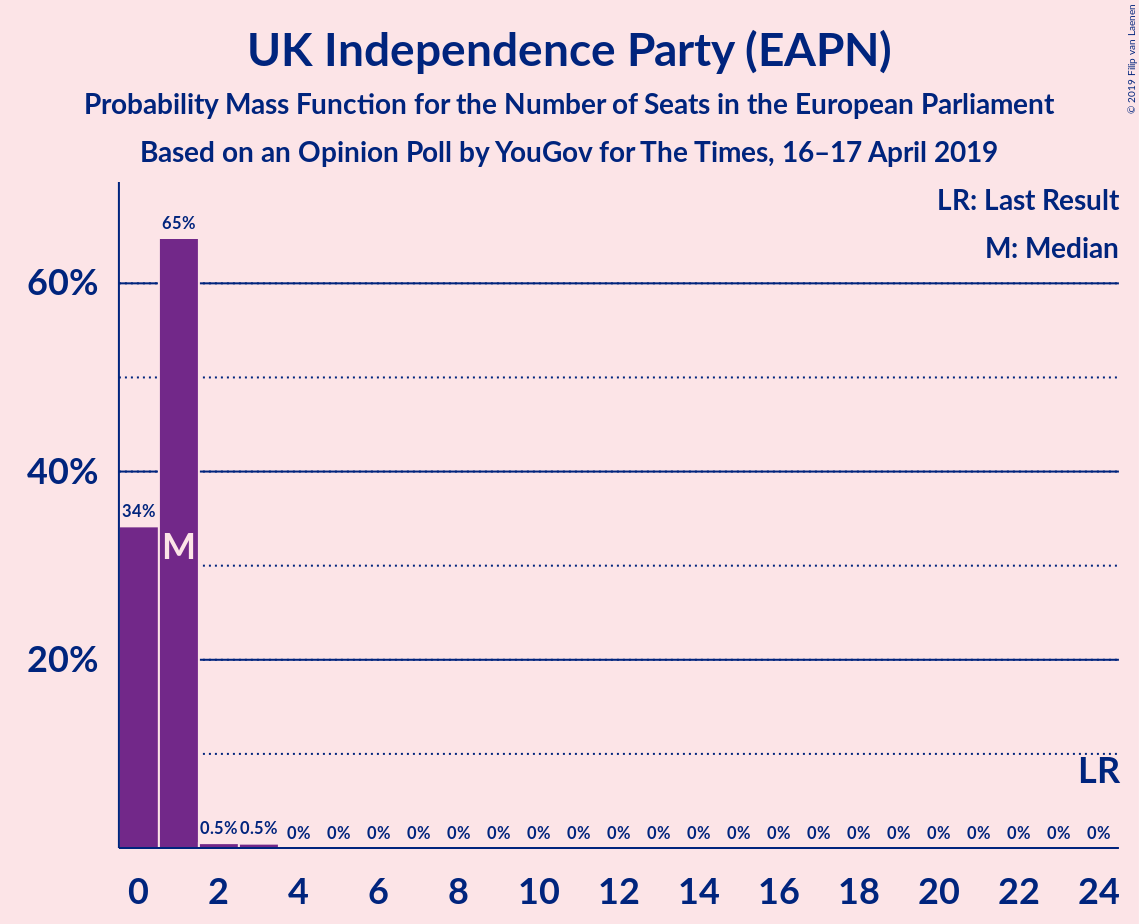 UK Independence Party (EAPN)
Probability Mass Function for the Number of Seats in the European Parliament
Based on an Opinion Poll by YouGov for The Times, 16–17 April 2019
© 2019 Filip van Laenen
LR: Last Result
M: Median
65%
60%
40%
34%
M
20%
LR
0.5% 0.5% 0% 0% 0% 0% 0% 0% 0% 0% 0% 0% 0% 0% 0% 0% 0% 0% 0% 0% 0% 0% 0%
0 2 4 6 8 10 12 14 16 18 20 22 24